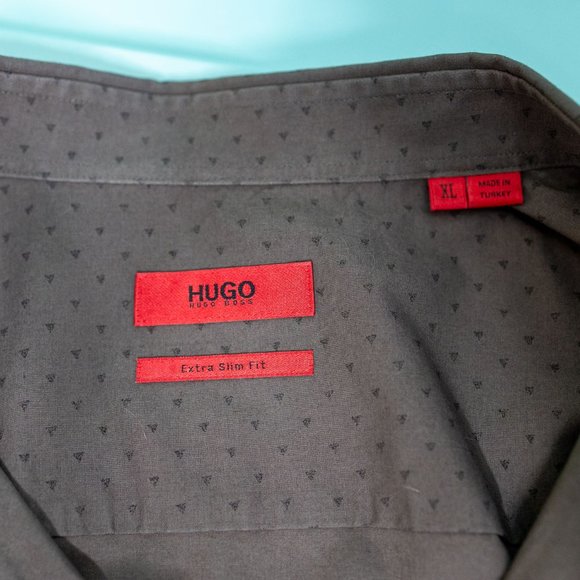 XL
MADE IN
TURKEY
HUGO
HUGO BOSS
Extra Slim Fit